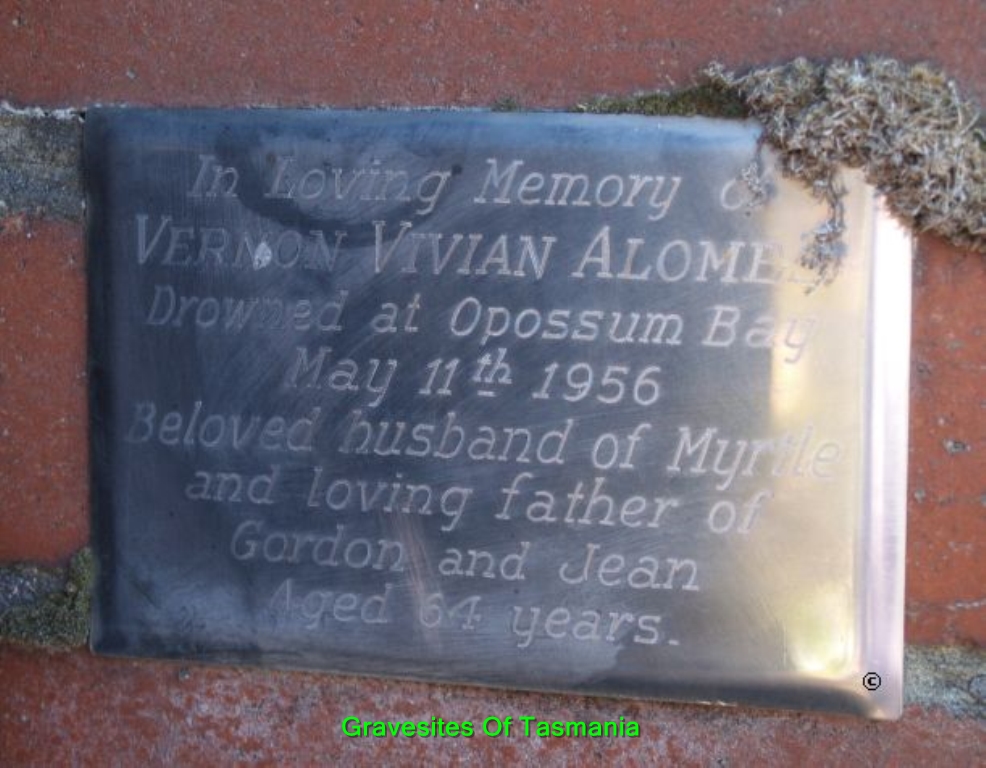 In Loving Memory of
VERNON VIVIAN
Drowned at Opossum Bay
May 11th 1956
Beloved husband of Myrtle
and loving father of
Gordon and Jean
Aged 64 years.
©
Gravesites Of Tasmania